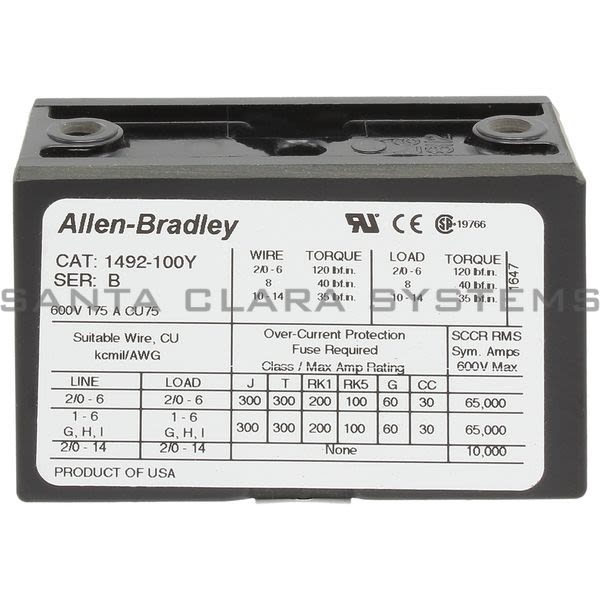 Allen-Bradley RU CE SA -19766
CAT: 1492-100Y
SER: B
600V 175 A CU75
WIRE TORQUE LOAD TORQUE
2/0 - 6 120 lbf.in. 2/0 - 6 120 lbf.in.
8 40 lbf.in. 8 40 lbf.in.
10 - 14 35 lbf.in. 10 - 14 35 lbf.in.
1647
SANTA CLARA SYSTEMS
Suitable Wire, CU
kcmil/AWG
Over-Current Protection
Fuse Required
Class / Max Amp Rating
SCCR RMS
Sym. Amps
600V Max
LINE LOAD J T RK1 RK5 G CC
2/0 - 6 2/0 - 6 300 300 200 100 60 30 65,000
1 - 6 1 - 6
G, H, I G, H, I 300 300 200 100 60 30 65,000
2/0 - 14 2/0 - 14 None 10,000
PRODUCT OF USA